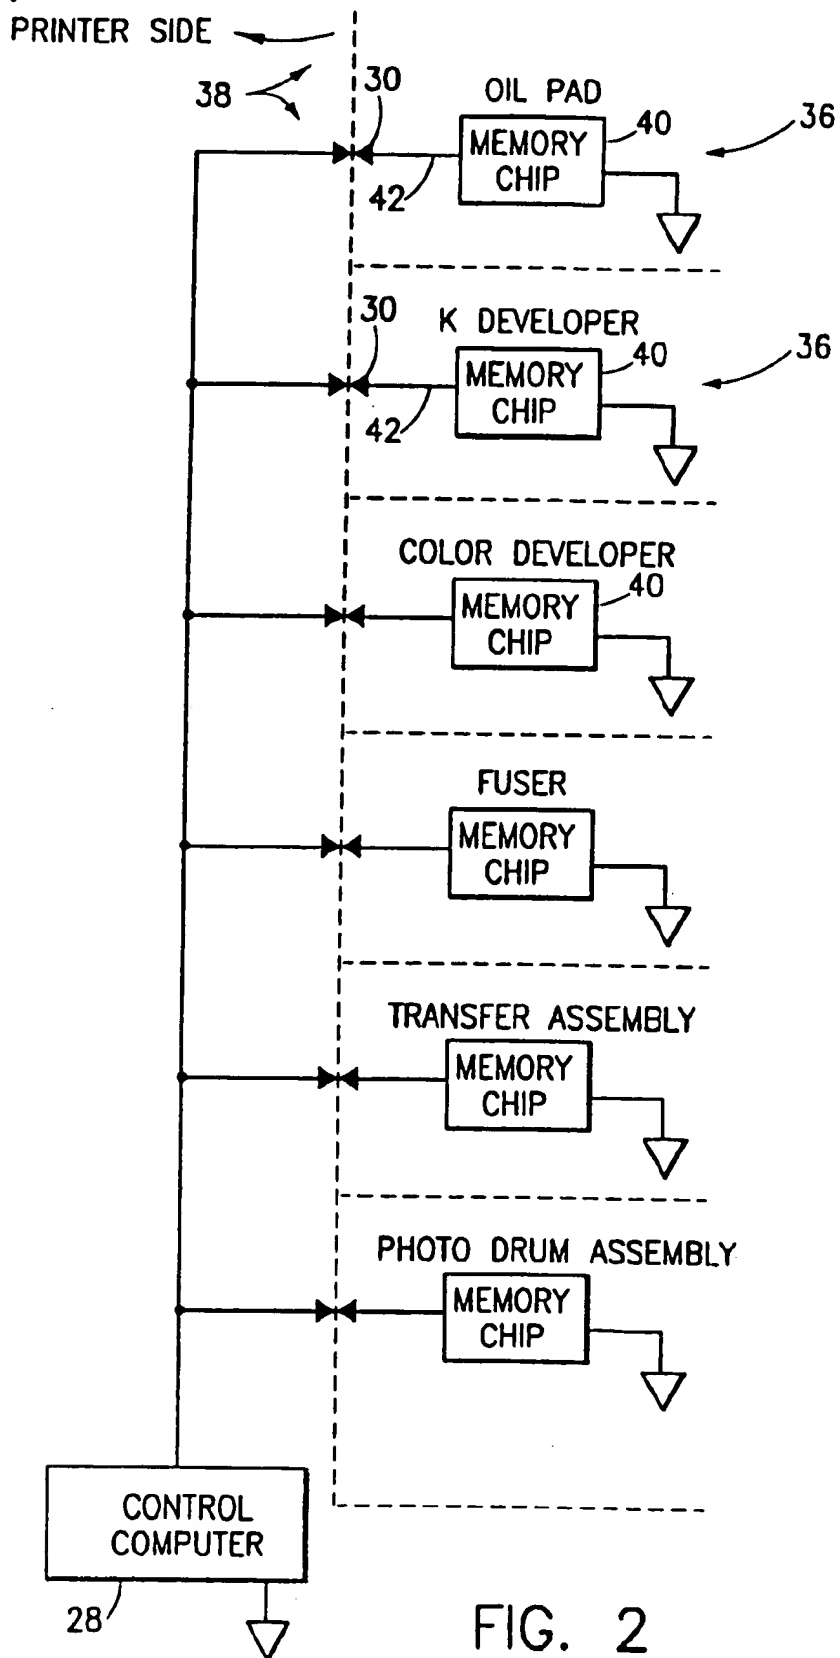 PRINTER SIDE
38
30
OIL PAD
MEMORY
CHIP
40
36
42
30
K DEVELOPER
MEMORY
CHIP
40
36
42
COLOR DEVELOPER
MEMORY
CHIP
40
FUSER
MEMORY
CHIP
TRANSFER ASSEMBLY
MEMORY
CHIP
PHOTO DRUM ASSEMBLY
MEMORY
CHIP
CONTROL
COMPUTER
28
FIG. 2